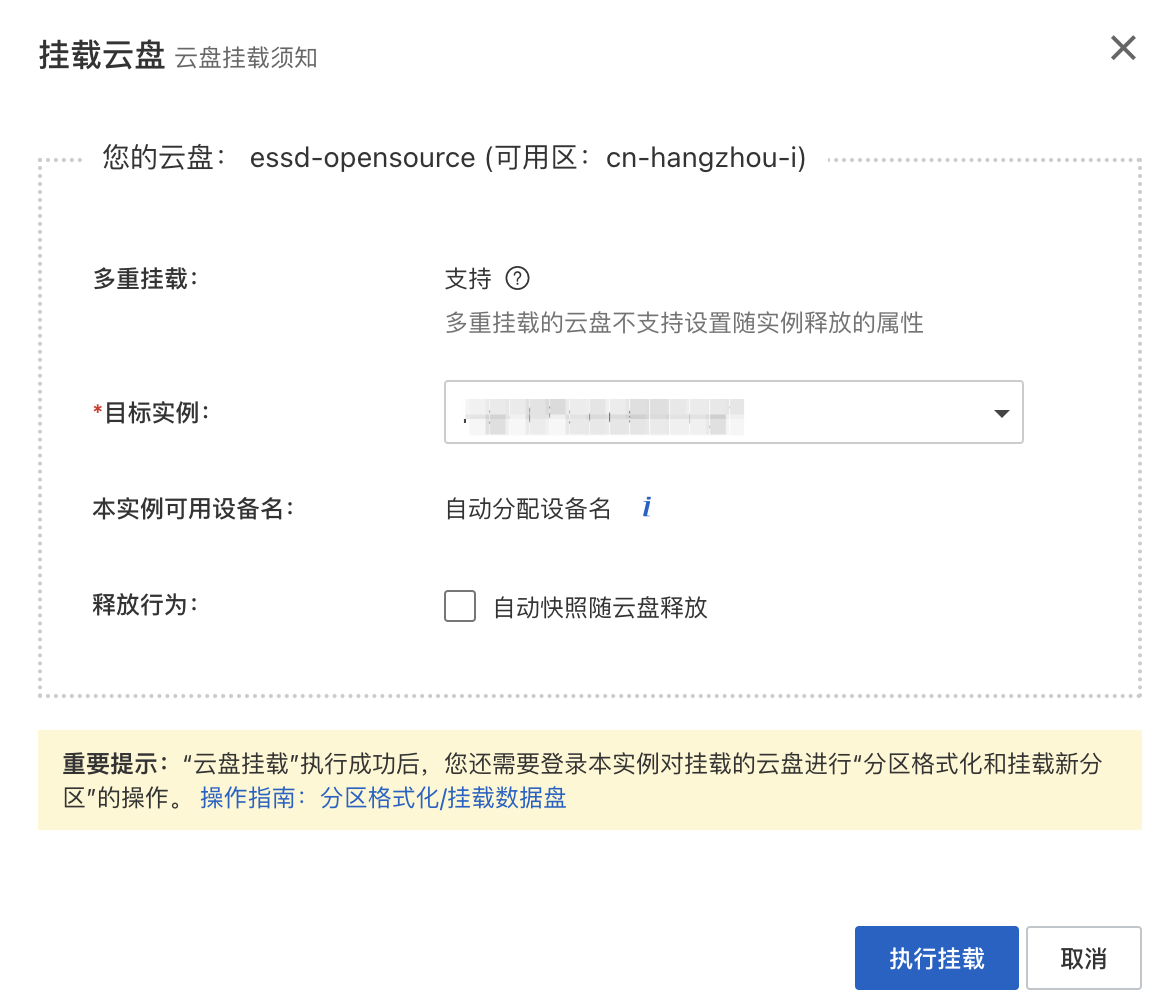 挂载云盘 云盘挂载须知
您的云盘： essd-opensource (可用区：cn-hangzhou-i)
多重挂载：
支持 ?
多重挂载的云盘不支持设置随实例释放的属性
*目标实例：
本实例可用设备名：
自动分配设备名 i
释放行为：
自动快照随云盘释放
重要提示：“云盘挂载”执行成功后，您还需要登录本实例对挂载的云盘进行“分区格式化和挂载新分
区”的操作。 操作指南：分区格式化/挂载数据盘
执行挂载
取消